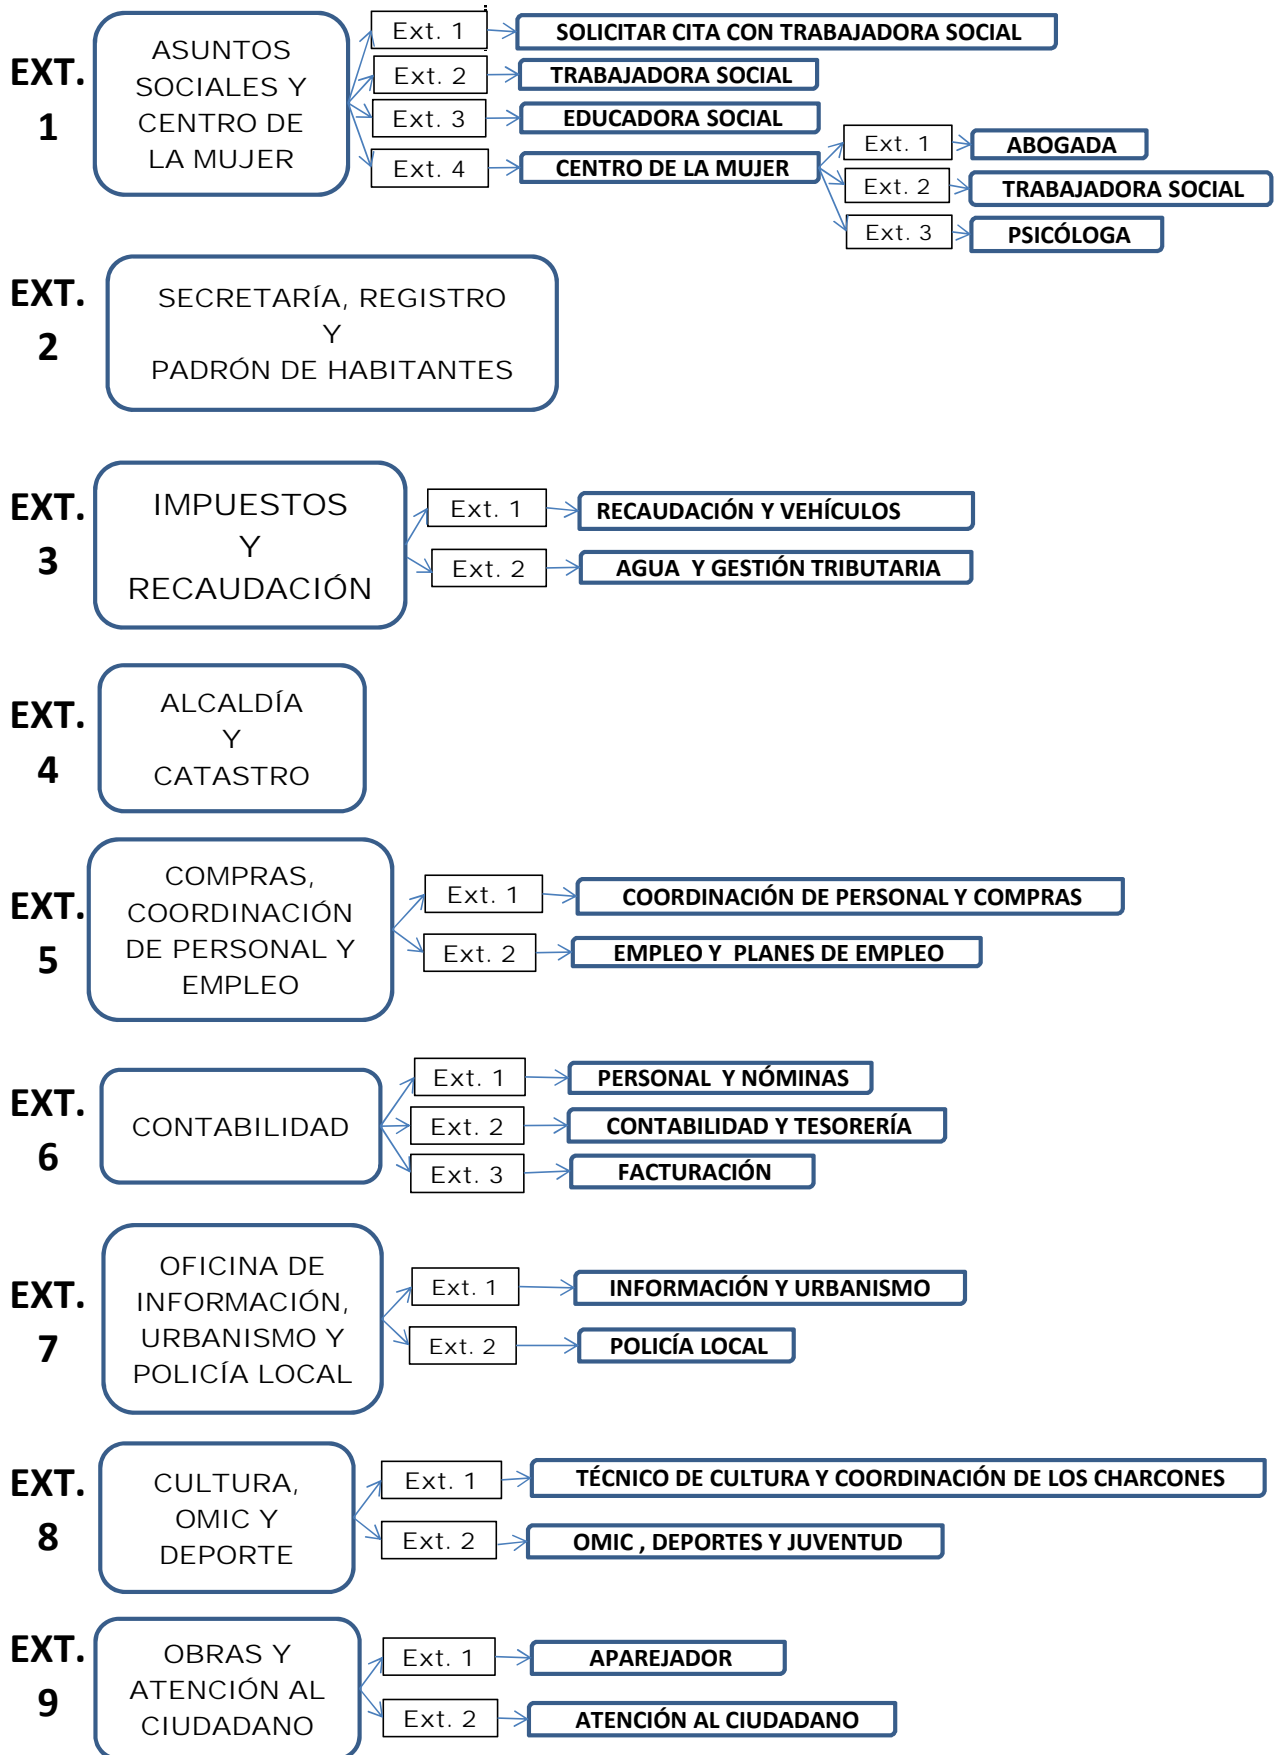 EXT.
1
ASUNTOS
SOCIALES Y
CENTRO DE
LA MUJER
Ext. 1
SOLICITAR CITA CON TRABAJADORA SOCIAL
Ext. 2
TRABAJADORA SOCIAL
Ext. 3
EDUCADORA SOCIAL
Ext. 4
CENTRO DE LA MUJER
Ext. 1
ABOGADA
Ext. 2
TRABAJADORA SOCIAL
Ext. 3
PSICÓLOGA
EXT.
2
SECRETARÍA, REGISTRO
Y
PADRÓN DE HABITANTES
EXT.
3
IMPUESTOS
Y
RECAUDACIÓN
Ext. 1
RECAUDACIÓN Y VEHÍCULOS
Ext. 2
AGUA  Y GESTIÓN TRIBUTARIA
EXT.
4
ALCALDÍA
Y
CATASTRO
EXT.
5
COMPRAS,
COORDINACIÓN
DE PERSONAL Y
EMPLEO
Ext. 1
COORDINACIÓN DE PERSONAL Y COMPRAS
Ext. 2
EMPLEO Y  PLANES DE EMPLEO
EXT.
6
CONTABILIDAD
Ext. 1
PERSONAL  Y NÓMINAS
Ext. 2
CONTABILIDAD Y TESORERÍA
Ext. 3
FACTURACIÓN
EXT.
7
OFICINA DE
INFORMACIÓN,
URBANISMO Y
POLICÍA LOCAL
Ext. 1
INFORMACIÓN Y URBANISMO
Ext. 2
POLICÍA LOCAL
EXT.
8
CULTURA,
OMIC Y
DEPORTE
Ext. 1
TÉCNICO DE CULTURA Y COORDINACIÓN DE LOS CHARCONES
Ext. 2
OMIC , DEPORTES Y JUVENTUD
EXT.
9
OBRAS Y
ATENCIÓN AL
CIUDADANO
Ext. 1
APAREJADOR
Ext. 2
ATENCIÓN AL CIUDADANO